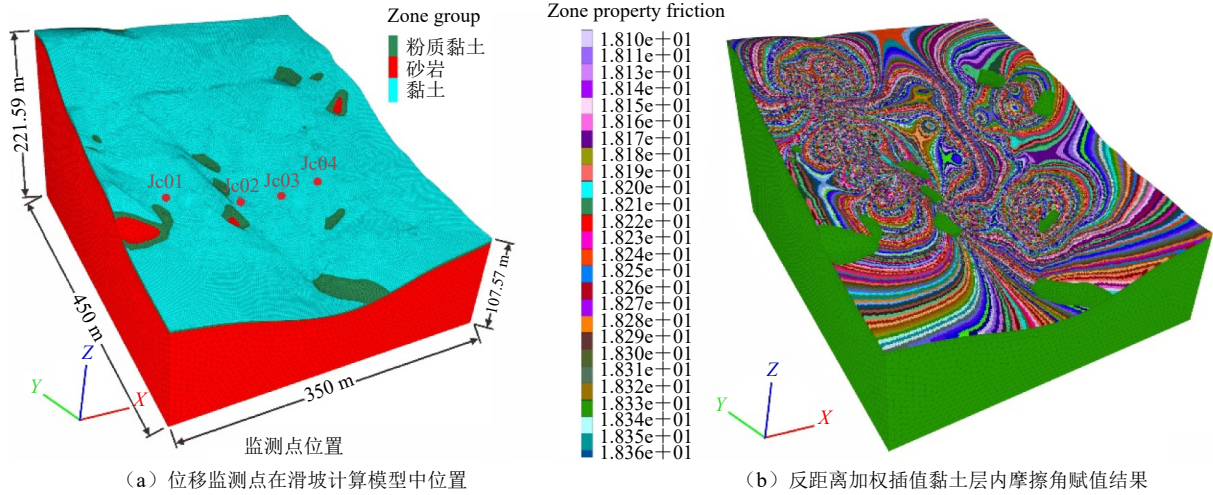 Zone group
粉质黏土
砂岩
黏土
221.59 m
Jc01
Jc02
Jc03
Jc04
107.57 m
450 m
350 m
Z
Y
X
监测点位置
（a）位移监测点在滑坡计算模型中位置
Zone property friction
1.810e+01
1.811e+01
1.813e+01
1.814e+01
1.815e+01
1.816e+01
1.817e+01
1.818e+01
1.819e+01
1.820e+01
1.821e+01
1.822e+01
1.823e+01
1.824e+01
1.825e+01
1.826e+01
1.827e+01
1.828e+01
1.829e+01
1.830e+01
1.831e+01
1.832e+01
1.833e+01
1.834e+01
1.835e+01
1.836e+01
Z
Y
X
（b）反距离加权插值黏土层内摩擦角赋值结果